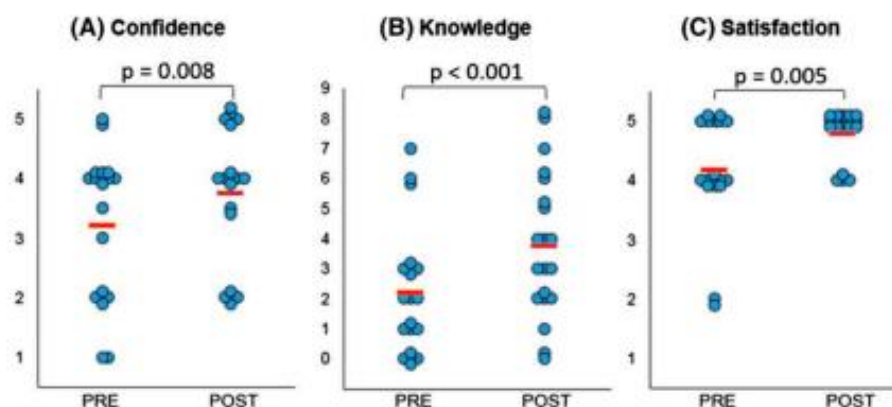 (A) Confidence
p = 0.008
5
4
3
2
1
PRE POST
(B) Knowledge
p < 0.001
9
8
7
6
5
4
3
2
1
0
PRE POST
(C) Satisfaction
p = 0.005
5
4
3
2
1
PRE POST